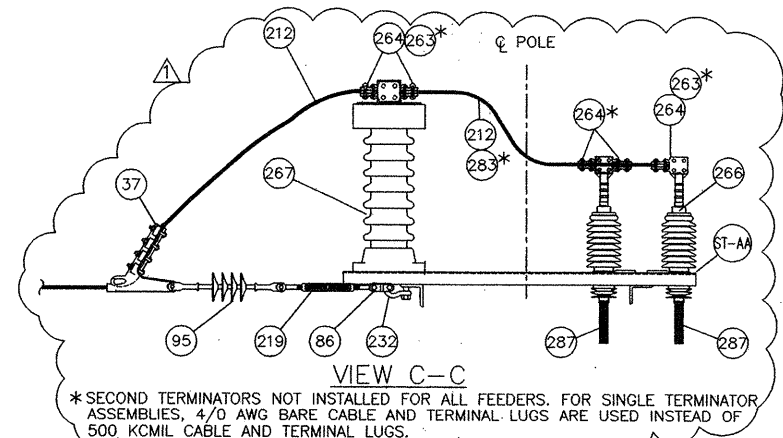 212
264 263*
℄ POLE
1
263*
264*
264
212
283*
37
267
266
ST-AA
95
219
86
232
287
287
VIEW C-C
* SECOND TERMINATORS NOT INSTALLED FOR ALL FEEDERS. FOR SINGLE TERMINATOR
ASSEMBLIES, 4/0 AWG BARE CABLE AND TERMINAL LUGS ARE USED INSTEAD OF
500 KCMIL CABLE AND TERMINAL LUGS.